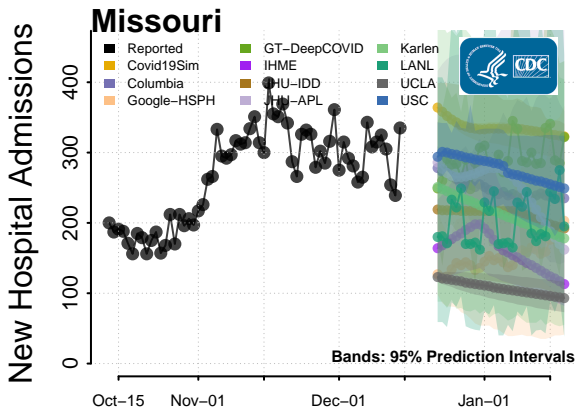 Missouri
New Hospital Admissions
Reported
Covid19Sim
Columbia
Google−HSPH
GT−DeepCOVID
IHME
JHU−IDD
JHU−APL
Karlen
LANL
UCLA
USC
CDC
400
300
200
100
0
Bands: 95% Prediction Intervals
Oct−15 Nov−01 Dec−01 Jan−01